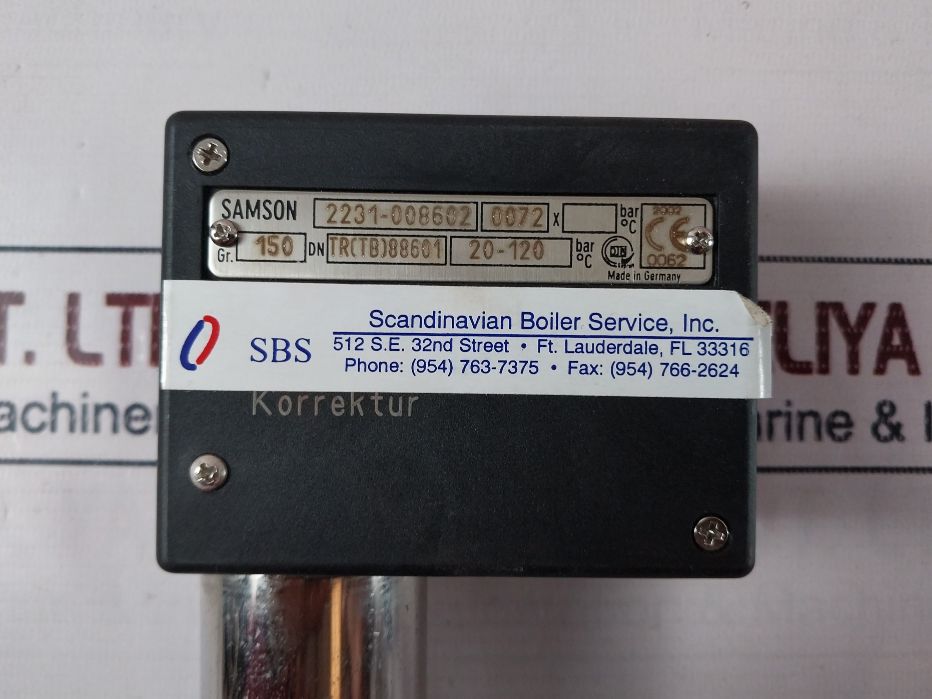 SAMSON 2231-008602 0072 x bar °C 2002 CE 0062
Gr. 150 DN TR(TB)88601 20-120 bar °C DIN
Made in Germany
SBS
Scandinavian Boiler Service, Inc.
512 S.E. 32nd Street • Ft. Lauderdale, FL 33316
Phone: (954) 763-7375 • Fax: (954) 766-2624
Korrektur